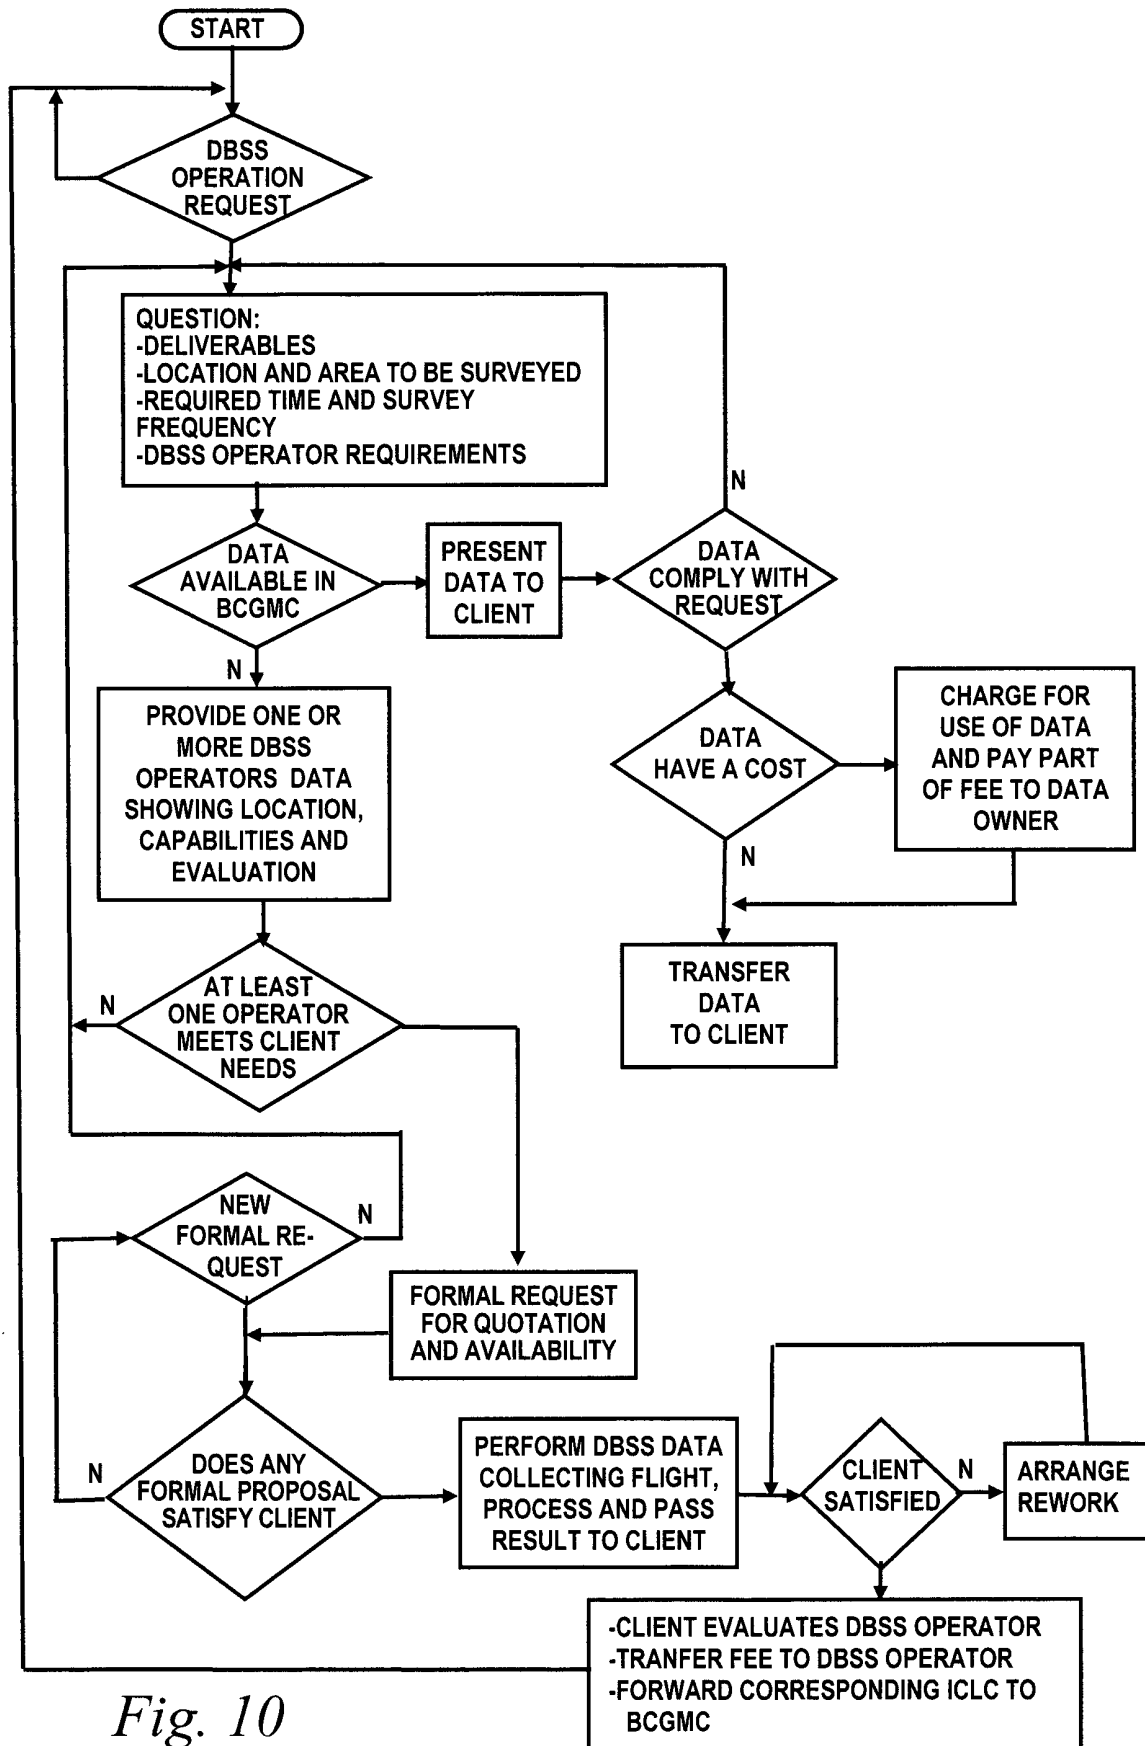 START
DBSS
OPERATION
REQUEST
QUESTION:
-DELIVERABLES
-LOCATION AND AREA TO BE SURVEYED
-REQUIRED TIME AND SURVEY
FREQUENCY
-DBSS OPERATOR REQUIREMENTS
DATA
AVAILABLE IN
BCGMC
PRESENT
DATA TO
CLIENT
N
DATA
COMPLY WITH
REQUEST
N
PROVIDE ONE OR
MORE DBSS
OPERATORS DATA
SHOWING LOCATION,
CAPABILITIES AND
EVALUATION
DATA
HAVE A COST
CHARGE FOR
USE OF DATA
AND PAY PART
OF FEE TO DATA
OWNER
N
TRANSFER
DATA
TO CLIENT
N
AT LEAST
ONE OPERATOR
MEETS CLIENT
NEEDS
NEW
FORMAL RE-
QUEST
N
FORMAL REQUEST
FOR QUOTATION
AND AVAILABILITY
N
DOES ANY
FORMAL PROPOSAL
SATISFY CLIENT
PERFORM DBSS DATA
COLLECTING FLIGHT,
PROCESS AND PASS
RESULT TO CLIENT
CLIENT
SATISFIED
N
ARRANGE
REWORK
-CLIENT EVALUATES DBSS OPERATOR
-TRANFER FEE TO DBSS OPERATOR
-FORWARD CORRESPONDING ICLC TO
BCGMC
Fig. 10